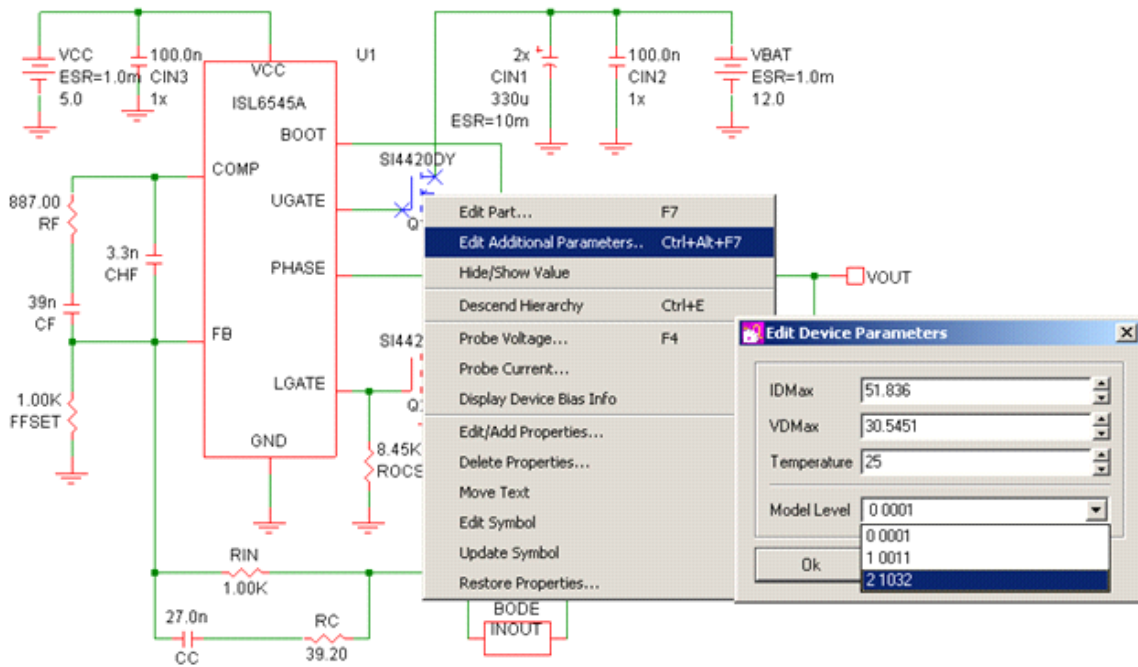 VCC
ESR=1.0m
5.0
100.0n
CIN3
1x
U1
VCC
ISL6545A
BOOT
COMP
UGATE
PHASE
FB
LGATE
GND
2x
CIN1
330u
ESR=10m
100.0n
CIN2
1x
VBAT
ESR=1.0m
12.0
SI4420DY
887.00
RF
3.3n
CHF
39n
CF
1.00K
FFSET
SI442
8.45K
ROCS
VOUT
RIN
1.00K
27.0n
CC
RC
39.20
BODE
INOUT
Edit Part... F7
Edit Additional Parameters.. Ctrl+Alt+F7
Hide/Show Value
Descend Hierarchy Ctrl+E
Probe Voltage... F4
Probe Current...
Display Device Bias Info
Edit/Add Properties...
Delete Properties...
Move Text
Edit Symbol
Update Symbol
Restore Properties...
Edit Device Parameters
IDMax 51.836
VDMax 30.5451
Temperature 25
Model Level 0 0001
0 0001
1 0011
2 1032
Ok